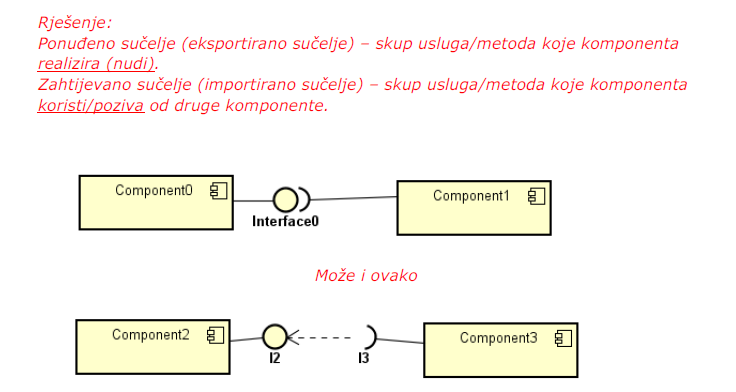 Rješenje:
Ponuđeno sučelje (eksportirano sučelje) – skup usluga/metoda koje komponenta
realizira (nudi).
Zahtijevano sučelje (importirano sučelje) – skup usluga/metoda koje komponenta
koristi/poziva od druge komponente.
Component0
Component1
Interface0
Može i ovako
Component2
Component3
I2
I3